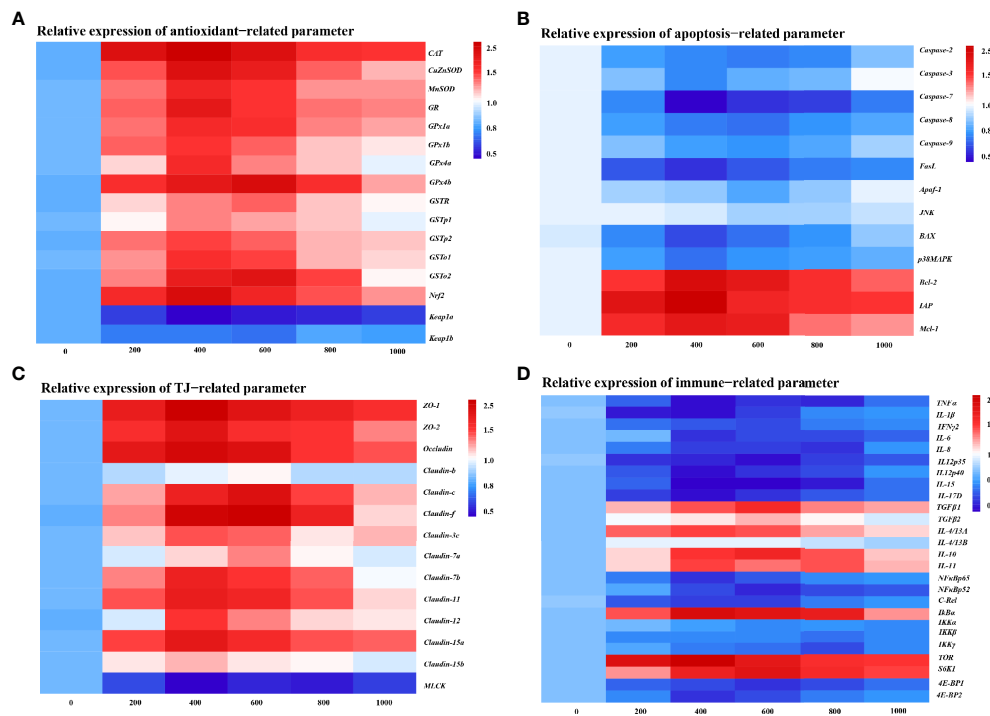 A
Relative expression of antioxidant-related parameter
CAT
CuZnSOD
MnSOD
GR
GPx1a
GPx1b
GPx4a
GPx4b
GSTR
GSTp1
GSTp2
GSTo1
GSTo2
Nrf2
Keap1a
Keap1b
0 200 400 600 800 1000
2.5
1.5
1.0
0.5
B
Relative expression of apoptosis-related parameter
Caspase-2
Caspase-3
Caspase-7
Caspase-8
Caspase-9
FasL
Apaf-1
JNK
BAX
p38MAPK
Bcl-2
IAP
Mcl-1
0 200 400 600 800 1000
2.5
1.5
1.0
0.5
C
Relative expression of TJ-related parameter
ZO-1
ZO-2
Occludin
Claudin-b
Claudin-c
Claudin-f
Claudin-3c
Claudin-7a
Claudin-7b
Claudin-11
Claudin-12
Claudin-15a
Claudin-15b
MLCK
0 200 400 600 800 1000
2.5
1.5
1.0
0.5
D
Relative expression of immune-related parameter
TNFα
IL-1β
IFNγ2
IL-6
IL-8
IL12p35
IL12p40
IL-15
IL-17D
TGFβ1
TGFβ2
IL-4/13A
IL-4/13B
IL-10
IL-11
NFκBp65
NFκBp52
C-Rel
IkBα
IKKα
IKKβ
IKKγ
TOR
S6K1
4E-BP1
4E-BP2
0 200 400 600 800 1000
2
1
1
0
0